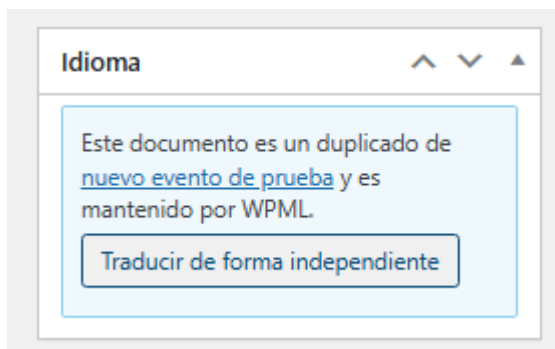 Idioma
Este documento es un duplicado de
nuevo evento de prueba y es
mantenido por WPML.
Traducir de forma independiente